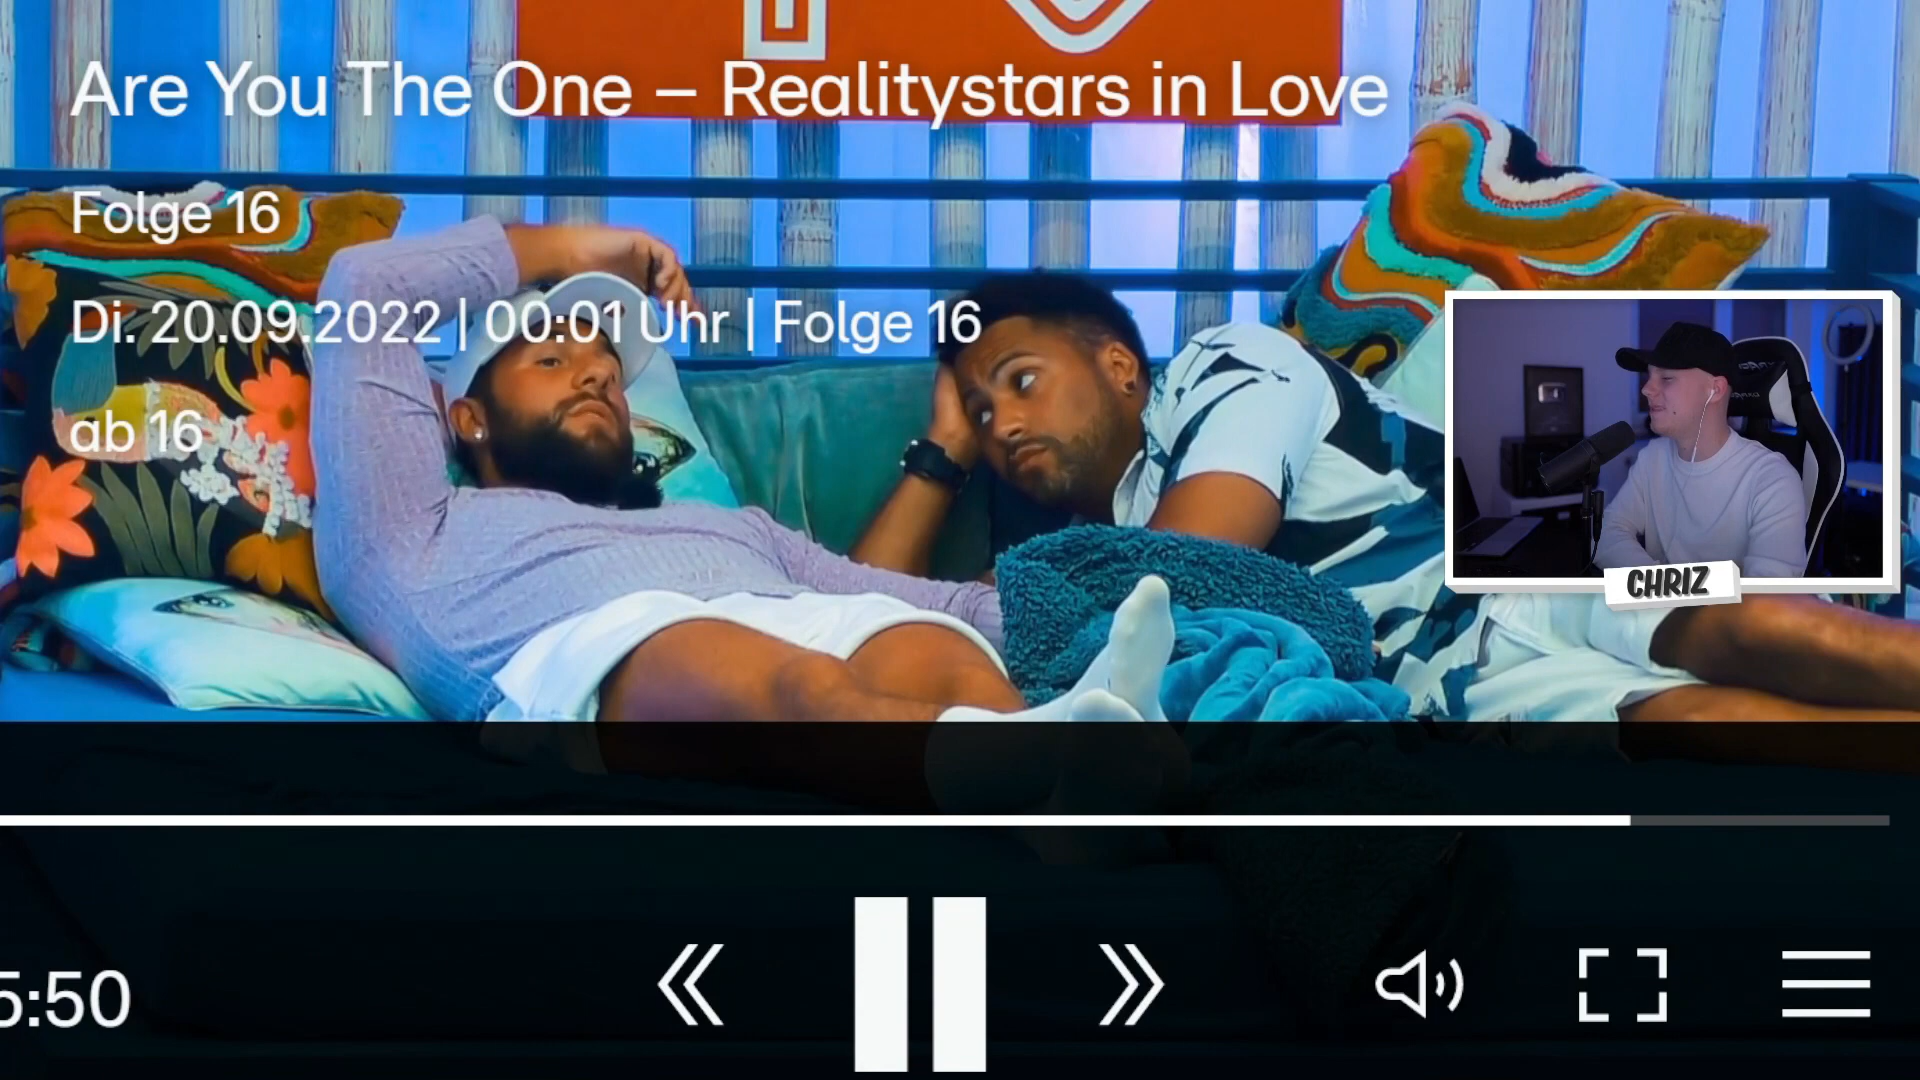 Are You The One – Realitystars in Love
Folge 16
Di. 20.09.2022 | 00:01 Uhr | Folge 16
ab 16
CHRIZ
5:50